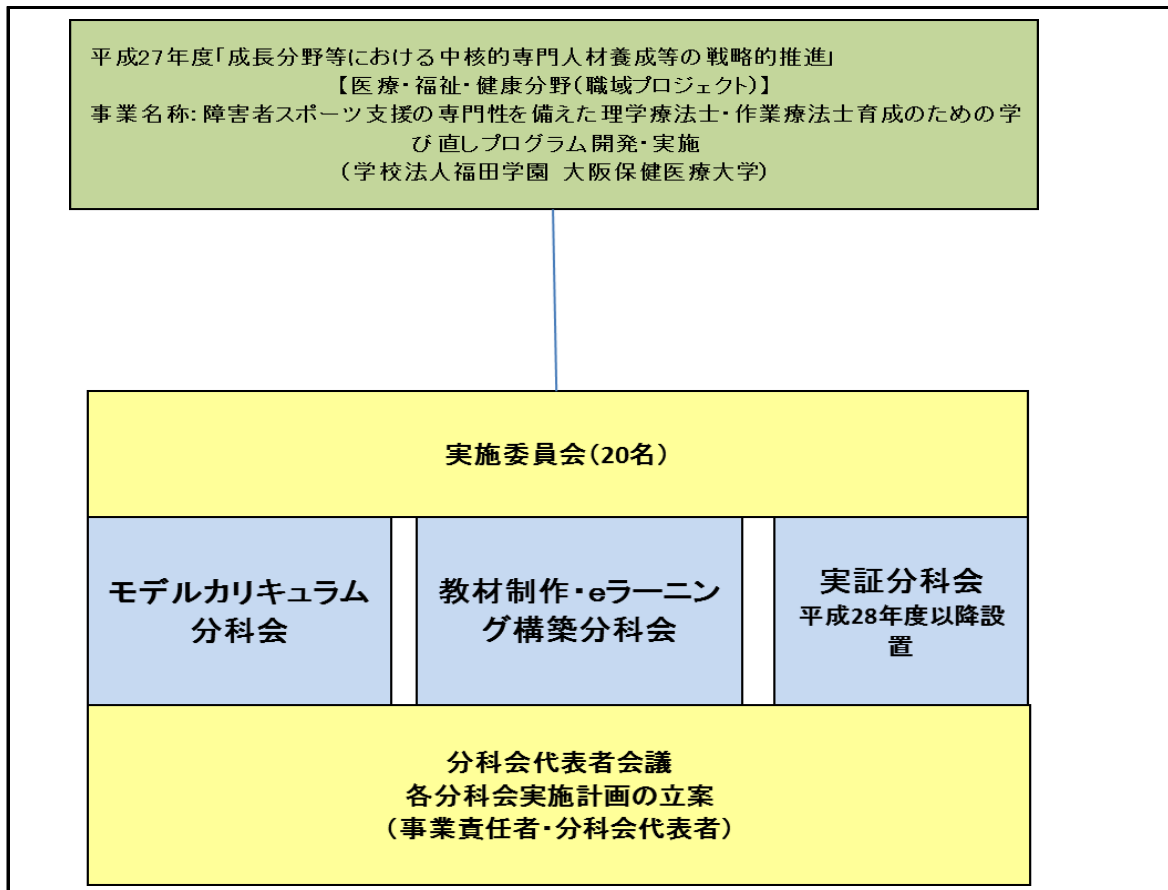 平成27年度「成長分野等における中核的専門人材養成等の戦略的推進」
【医療・福祉・健康分野(職域プロジェクト)】
事業名称:障害者スポーツ支援の専門性を備えた理学療法士・作業療法士育成のための学
び直しプログラム開発・実施
(学校法人福田学園 大阪保健医療大学)
実施委員会(20名)
モデルカリキュラム
分科会
教材制作・eラーニン
グ構築分科会
実証分科会
平成28年度以降設
置
分科会代表者会議
各分科会実施計画の立案
(事業責任者・分科会代表者)